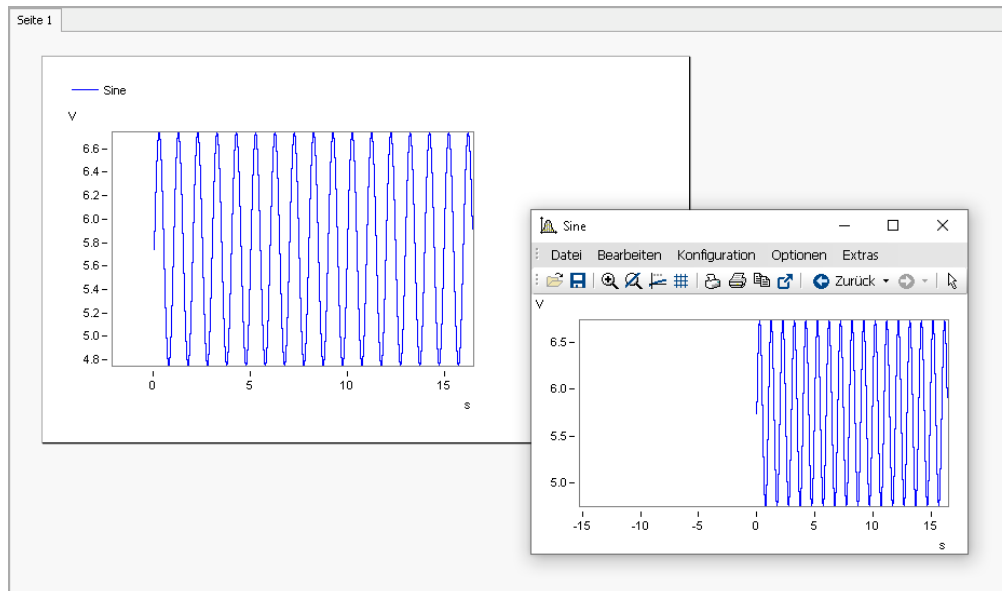 Seite 1
Sine
V
6.6
6.4
6.2
6.0
5.8
5.6
5.4
5.2
5.0
4.8
0 5 10 15
s
Sine
Datei Bearbeiten Konfiguration Optionen Extras
Zurück
V
6.5
6.0
5.5
5.0
-15 -10 -5 0 5 10 15
s